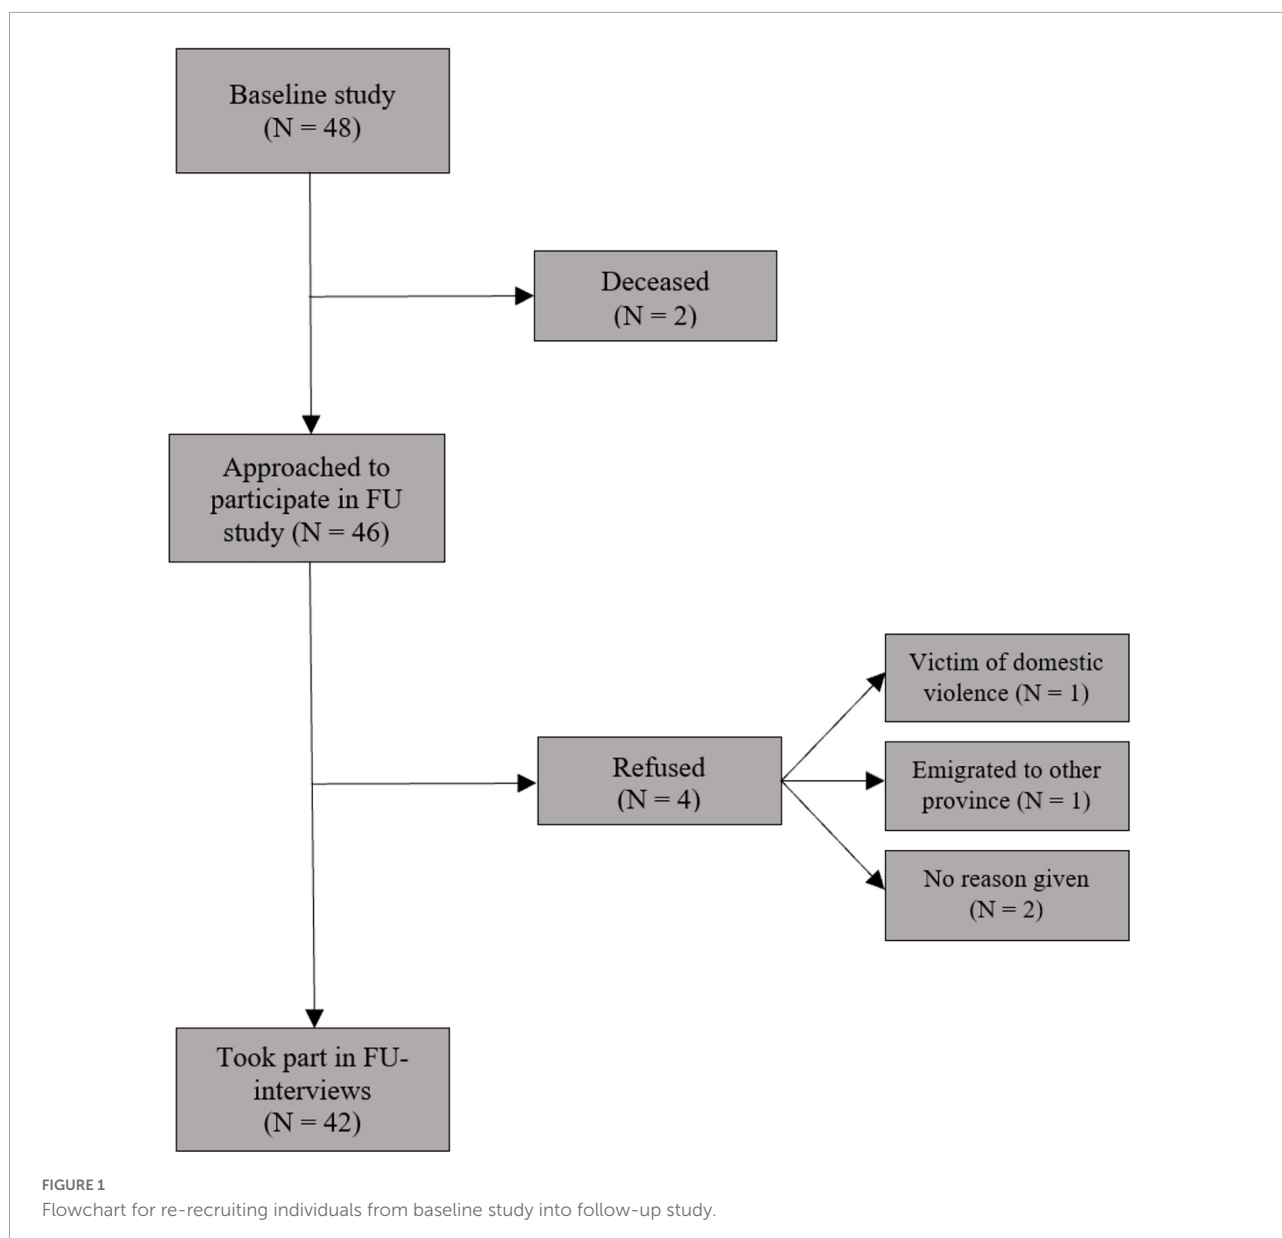 Baseline study
(N = 48)
Deceased
(N = 2)
Approached to
participate in FU
study (N = 46)
Victim of domestic
violence (N = 1)
Refused
(N = 4)
Emigrated to other
province (N = 1)
No reason given
(N = 2)
Took part in FU-
interviews
(N = 42)
FIGURE 1
Flowchart for re-recruiting individuals from baseline study into follow-up study.